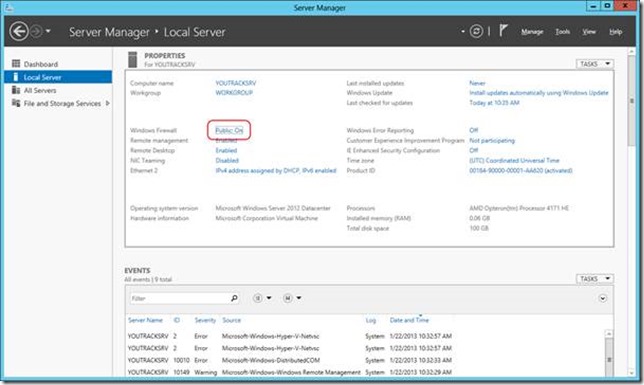 Server Manager
Server Manager • Local Server
Manage Tools View Help
Dashboard
Local Server
All Servers
File and Storage Services
PROPERTIES
For YOUTRACKSRV
TASKS
Computer name YOUTRACKSRV
Workgroup WORKGROUP
Last installed updates Never
Windows Update Install updates automatically using Windows Update
Last checked for updates Today at 10:35 AM
Windows Firewall Public: On
Remote management Enabled
Remote Desktop Enabled
NIC Teaming Disabled
Ethernet 2 IPv4 address assigned by DHCP, IPv6 enabled
Windows Error Reporting Off
Customer Experience Improvement Program Not participating
IE Enhanced Security Configuration Off
Time zone (UTC) Coordinated Universal Time
Product ID (activated)
Operating system version Microsoft Windows Server 2012 Datacenter
Hardware information Microsoft Corporation Virtual Machine
Processors AMD Opteron(tm) Processor 4171 HE
Installed memory (RAM) GB
Total disk space 100 GB
EVENTS
All events | 9 total
TASKS
Filter
Server Name ID Severity Source Log Date and Time
YOUTRACKSRV 2 Error Microsoft-Windows-Hyper-V-Netvsc System 1/22/2013 10:32:57 AM
YOUTRACKSRV 2 Error Microsoft-Windows-Hyper-V-Netvsc System 1/22/2013 10:32:57 AM
YOUTRACKSRV 10010 Error Microsoft-Windows-DistributedCOM System 1/22/2013 10:32:44 AM
YOUTRACKSRV 10149 Warning Microsoft-Windows-Windows Remote Management System 1/22/2013 10:32:29 AM